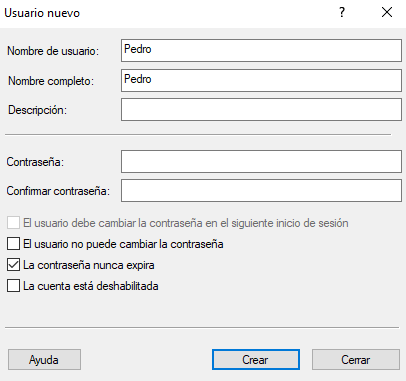 Usuario nuevo ?
Nombre de usuario: Pedro
Nombre completo: Pedro
Descripción:
Contraseña:
Confirmar contraseña:
El usuario debe cambiar la contraseña en el siguiente inicio de sesión
El usuario no puede cambiar la contraseña
La contraseña nunca expira
La cuenta está deshabilitada
Ayuda Crear Cerrar